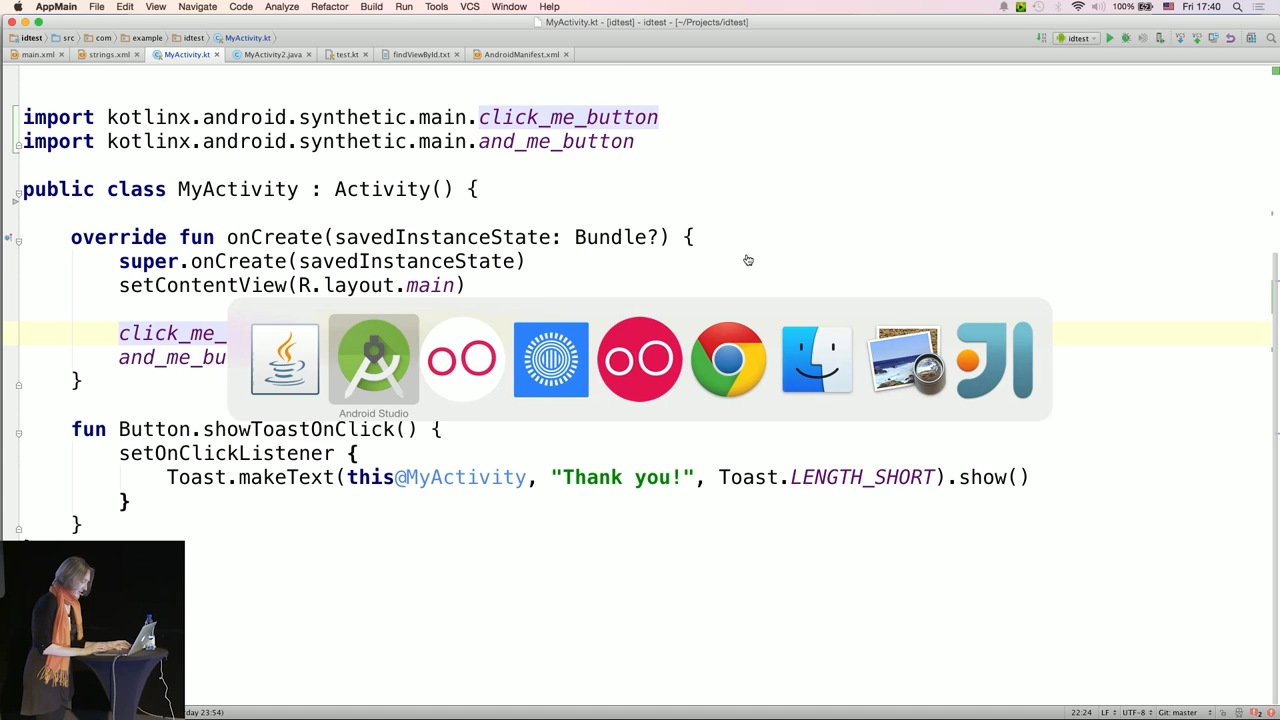 AppMain File Edit View Navigate Code Analyze Refactor Build Run Tools VCS Window Help 100% Fri 17:40
MyActivity.kt - [idtest] - idtest - [~/Projects/idtest]
idtest src com example idtest MyActivity.kt idtest
main.xml strings.xml MyActivity.kt MyActivity2.java test.kt findViewById.txt AndroidManifest.xml
import kotlinx.android.synthetic.main.click_me_button
import kotlinx.android.synthetic.main.and_me_button
public class MyActivity : Activity() {
override fun onCreate(savedInstanceState: Bundle?) {
super.onCreate(savedInstanceState)
setContentView(R.layout.main)
click_me_
and_me_bu
}
Android Studio
fun Button.showToastOnClick() {
setOnClickListener {
Toast.makeText(this@MyActivity, "Thank you!", Toast.LENGTH_SHORT).show()
}
}
day 23:54) 22:24 LF UTF-8 Git: master